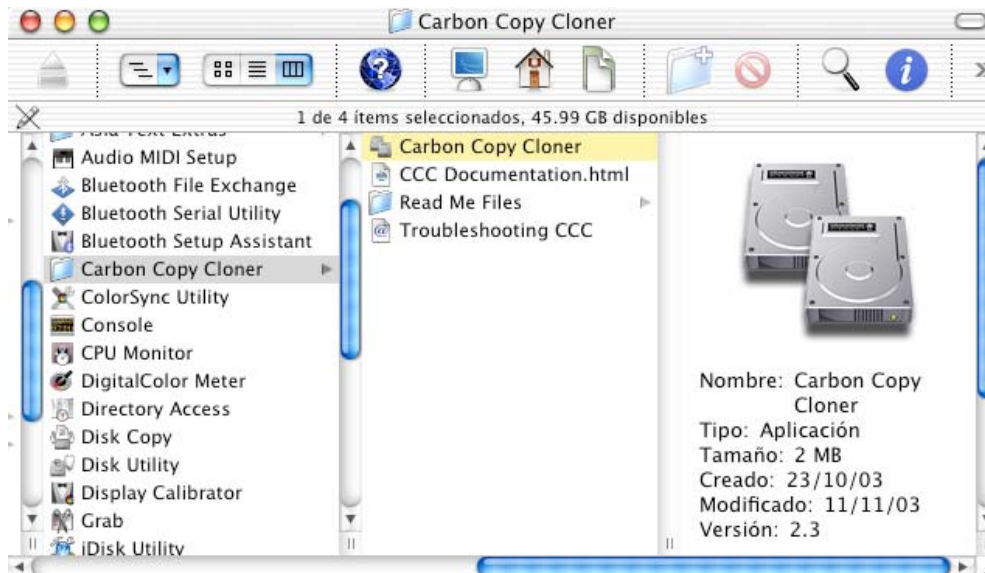 Carbon Copy Cloner
1 de 4 ítems seleccionados, 45.99 GB disponibles
Asia Text Extras
Audio MIDI Setup
Bluetooth File Exchange
Bluetooth Serial Utility
Bluetooth Setup Assistant
Carbon Copy Cloner
ColorSync Utility
Console
CPU Monitor
DigitalColor Meter
Directory Access
Disk Copy
Disk Utility
Display Calibrator
Grab
iDisk Utility
Carbon Copy Cloner
CCC Documentation.html
Read Me Files
Troubleshooting CCC
Nombre: Carbon Copy
Cloner
Tipo: Aplicación
Tamaño: 2 MB
Creado: 23/10/03
Modificado: 11/11/03
Versión: 2.3